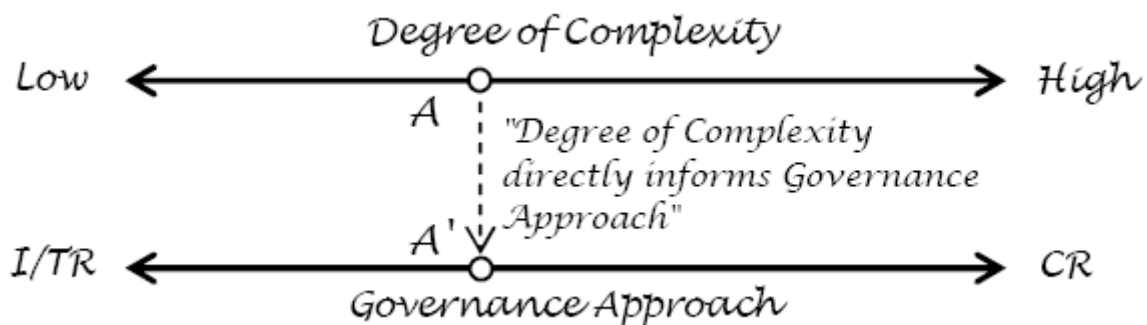 Degree of Complexity
Low
High
A
"Degree of Complexity
directly informs Governance
Approach"
A'
I/TR
CR
Governance Approach